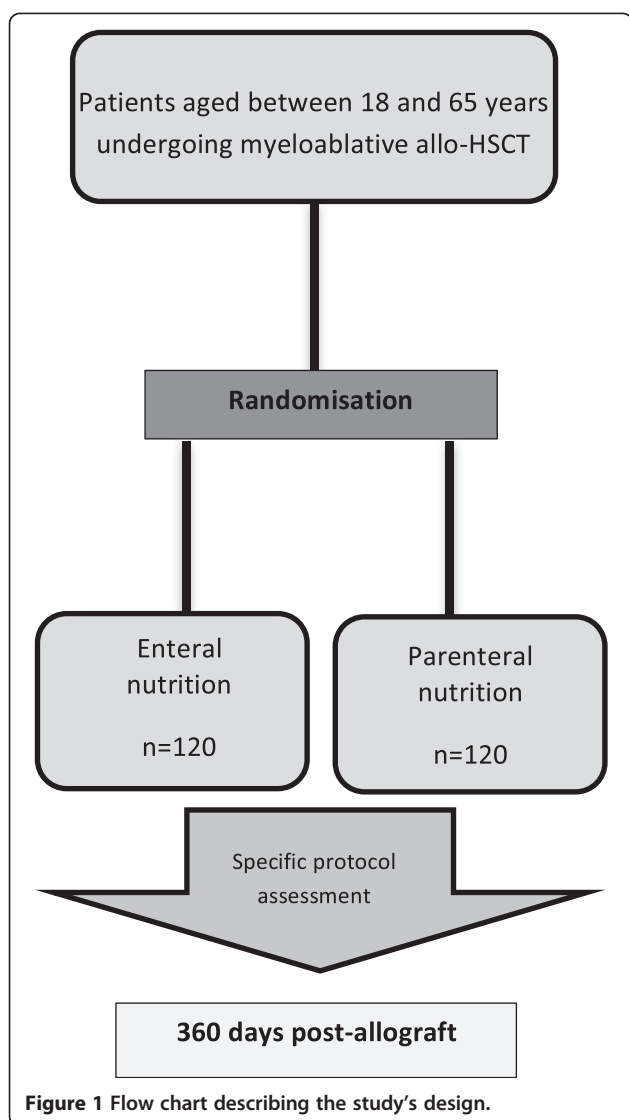 Patients aged between 18 and 65 years
undergoing myeloablative allo-HSCT
Randomisation
Enteral
nutrition
n=120
Parenteral
nutrition
n=120
Specific protocol
assessment
360 days post-allograft
Figure 1 Flow chart describing the study's design.